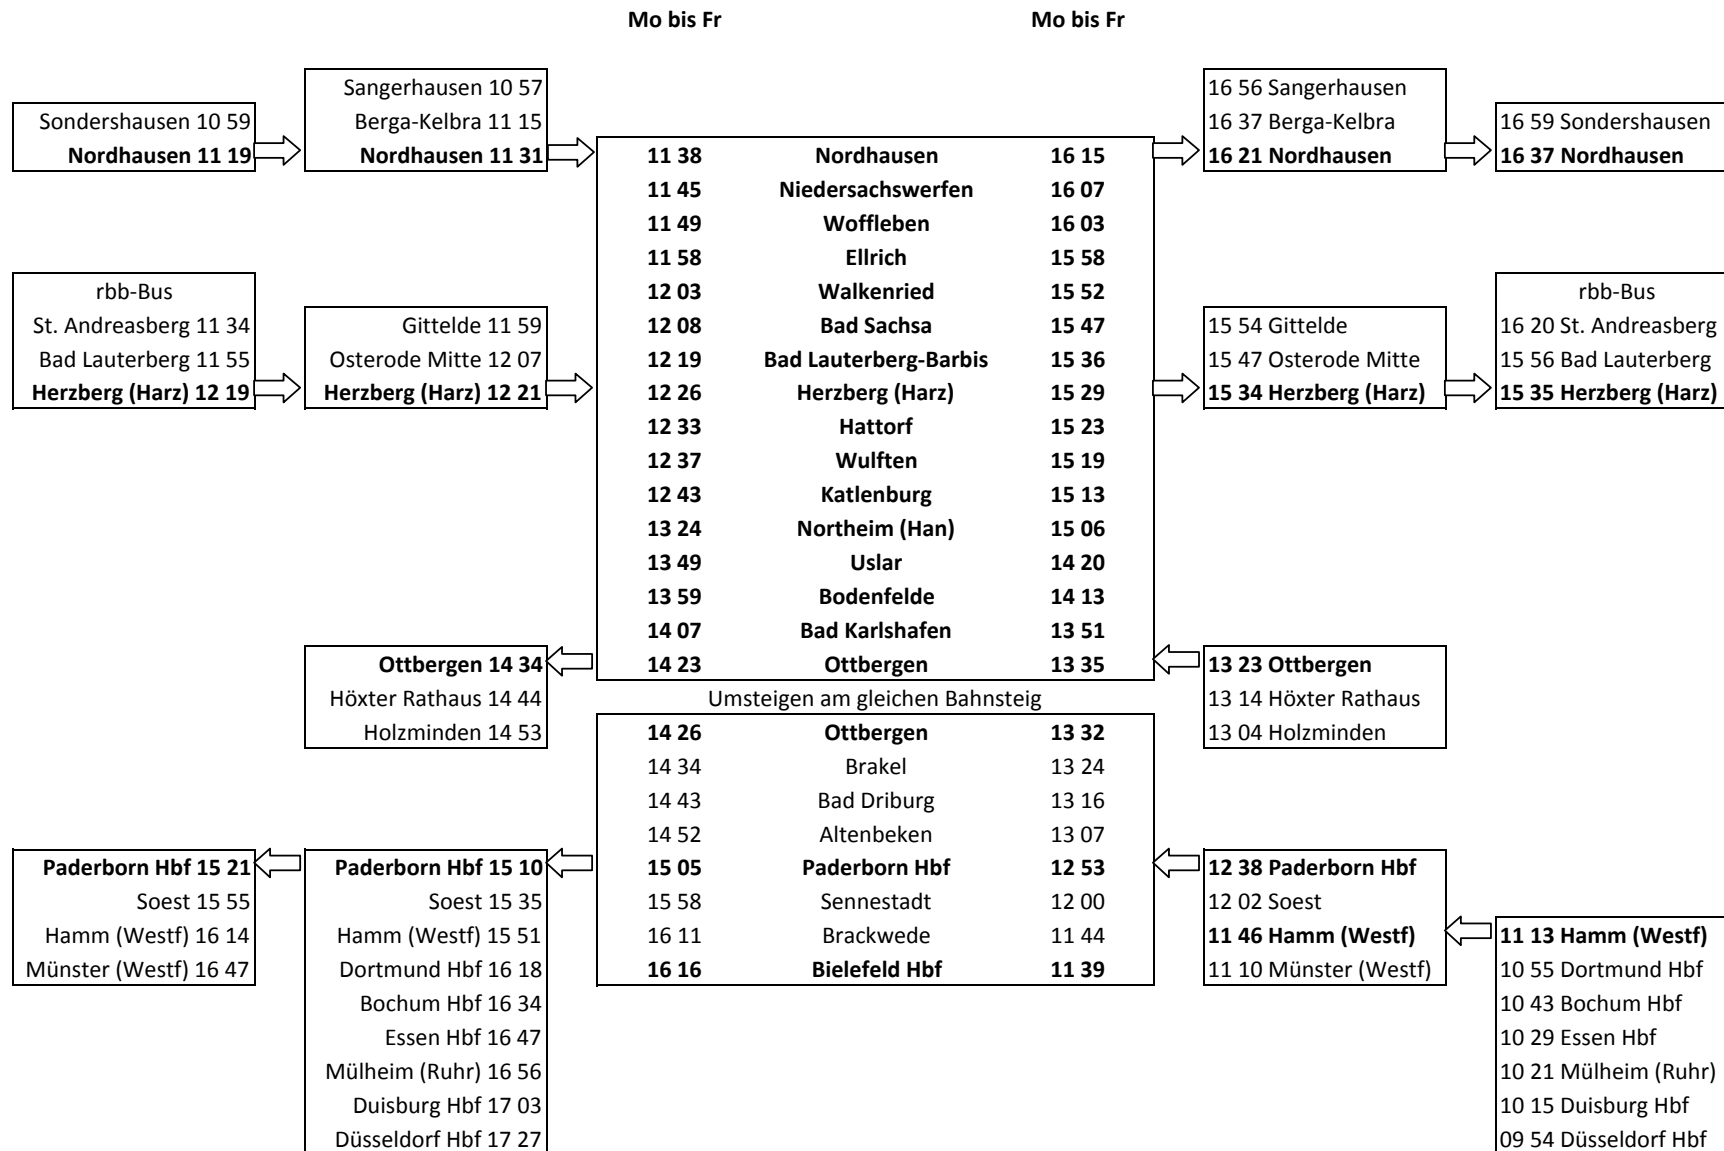 Mo bis Fr Mo bis Fr
Sangerhausen 10 57 16 56 Sangerhausen
Sondershausen 10 59 Berga-Kelbra 11 15 16 37 Berga-Kelbra 16 59 Sondershausen
Nordhausen 11 19 Nordhausen 11 31 11 38 Nordhausen 16 15 16 21 Nordhausen 16 37 Nordhausen
11 45 Niedersachswerfen 16 07
11 49 Woffleben 16 03
11 58 Ellrich 15 58
rbb-Bus 12 03 Walkenried 15 52 rbb-Bus
St. Andreasberg 11 34 Gittelde 11 59 12 08 Bad Sachsa 15 47 15 54 Gittelde 16 20 St. Andreasberg
Bad Lauterberg 11 55 Osterode Mitte 12 07 12 19 Bad Lauterberg-Barbis 15 36 15 47 Osterode Mitte 15 56 Bad Lauterberg
Herzberg (Harz) 12 19 Herzberg (Harz) 12 21 12 26 Herzberg (Harz) 15 29 15 34 Herzberg (Harz) 15 35 Herzberg (Harz)
12 33 Hattorf 15 23
12 37 Wulften 15 19
12 43 Katlenburg 15 13
13 24 Northeim (Han) 15 06
13 49 Uslar 14 20
13 59 Bodenfelde 14 13
14 07 Bad Karlshafen 13 51
Ottbergen 14 34 14 23 Ottbergen 13 35 13 23 Ottbergen
Höxter Rathaus 14 44 Umsteigen am gleichen Bahnsteig 13 14 Höxter Rathaus
Holzminden 14 53 14 26 Ottbergen 13 32 13 04 Holzminden
14 34 Brakel 13 24
14 43 Bad Driburg 13 16
14 52 Altenbeken 13 07
Paderborn Hbf 15 21 Paderborn Hbf 15 10 15 05 Paderborn Hbf 12 53 12 38 Paderborn Hbf
Soest 15 55 Soest 15 35 15 58 Sennestadt 12 00 12 02 Soest
Hamm (Westf) 16 14 Hamm (Westf) 15 51 16 11 Brackwede 11 44 11 46 Hamm (Westf) 11 13 Hamm (Westf)
Münster (Westf) 16 47 Dortmund Hbf 16 18 16 16 Bielefeld Hbf 11 39 11 10 Münster (Westf) 10 55 Dortmund Hbf
Bochum Hbf 16 34 10 43 Bochum Hbf
Essen Hbf 16 47 10 29 Essen Hbf
Mülheim (Ruhr) 16 56 10 21 Mülheim (Ruhr)
Duisburg Hbf 17 03 10 15 Duisburg Hbf
Düsseldorf Hbf 17 27 09 54 Düsseldorf Hbf